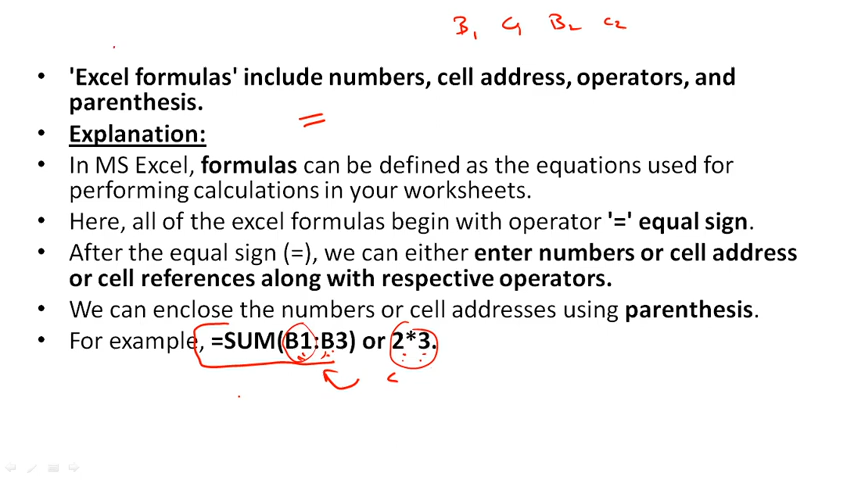 B1 C1 B2 C2
• 'Excel formulas' include numbers, cell address, operators, and
parenthesis.
=
• Explanation:
• In MS Excel, formulas can be defined as the equations used for
performing calculations in your worksheets.
• Here, all of the excel formulas begin with operator '=' equal sign.
• After the equal sign (=), we can either enter numbers or cell address
or cell references along with respective operators.
• We can enclose the numbers or cell addresses using parenthesis.
• For example, =SUM(B1:B3) or 2*3.